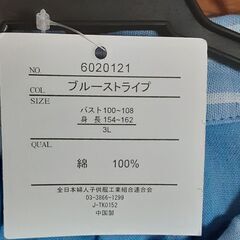 NO 6020121
COL ブルーストライプ
SIZE
バスト100~108
身長154~162
3L
QUAL
綿 100%
全日本婦人子供服工業組合連合会
03-3866-1299
J-TK0152
中国製